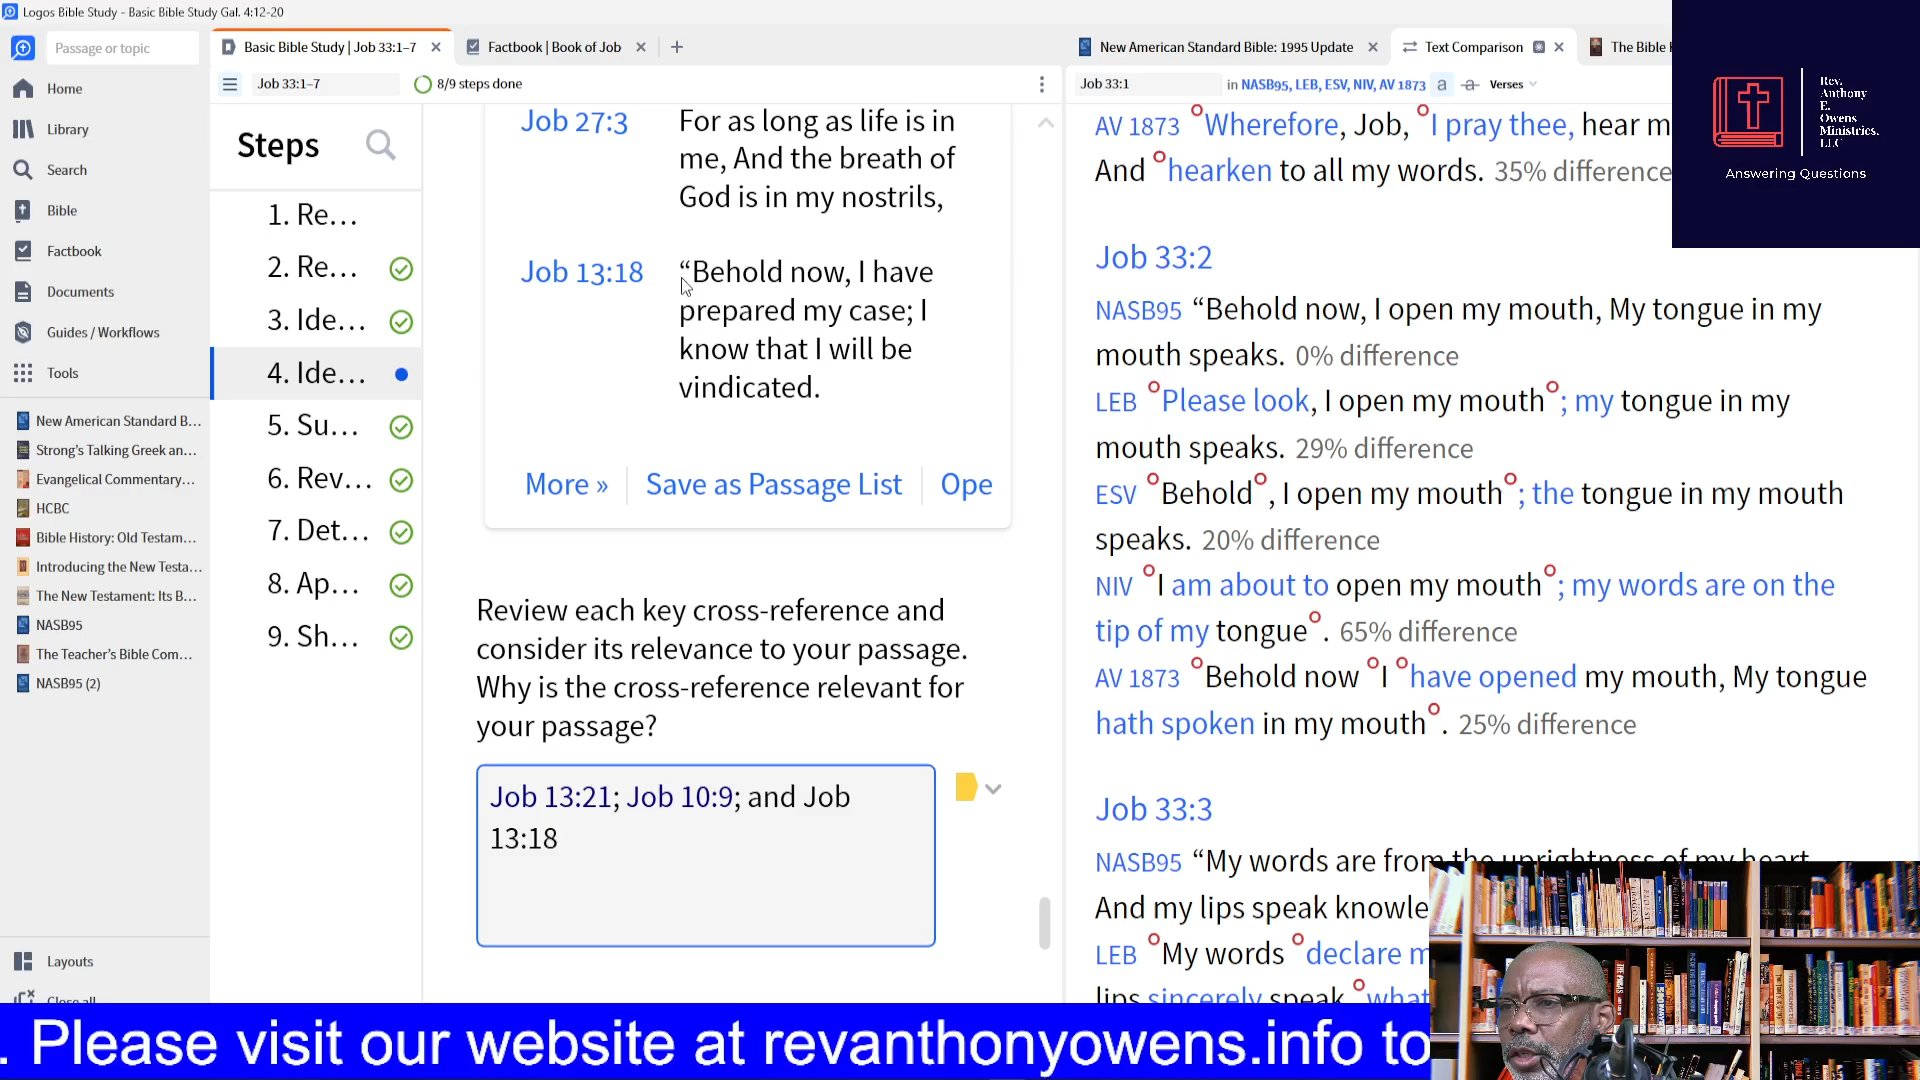 Logos Bible Study - Basic Bible Study Gal. 4:12-20
Passage or topic
Home
Library
Search
Bible
Factbook
Documents
Guides / Workflows
Tools
New American Standard B...
Strong's Talking Greek an...
Evangelical Commentary...
HCBC
Bible History: Old Testam...
Introducing the New Testa...
The New Testament: Its B...
NASB95
The Teacher's Bible Com...
NASB95 (2)
Layouts
Close all
Basic Bible Study | Job 33:1–7
Factbook | Book of Job
Job 33:1–7
8/9 steps done
Steps
1. Re...
2. Re...
3. Ide...
4. Ide...
5. Su...
6. Rev...
7. Det...
8. Ap...
9. Sh...
Job 27:3
For as long as life is in
me, And the breath of
God is in my nostrils,
Job 13:18
“Behold now, I have
prepared my case; I
know that I will be
vindicated.
More »
Save as Passage List
Ope
Review each key cross-reference and
consider its relevance to your passage.
Why is the cross-reference relevant for
your passage?
Job 13:21; Job 10:9; and Job
13:18
New American Standard Bible: 1995 Update
Text Comparison
The Bible
Job 33:1
in NASB95, LEB, ESV, NIV, AV 1873
a
a
Verses
AV 1873 Wherefore, Job, I pray thee, hear m
And hearken to all my words. 35% difference
Job 33:2
NASB95 “Behold now, I open my mouth, My tongue in my
mouth speaks. 0% difference
LEB Please look, I open my mouth; my tongue in my
mouth speaks. 29% difference
ESV Behold, I open my mouth; the tongue in my mouth
speaks. 20% difference
NIV I am about to open my mouth; my words are on the
tip of my tongue. 65% difference
AV 1873 Behold now I have opened my mouth, My tongue
hath spoken in my mouth. 25% difference
Job 33:3
NASB95 “My words are from the uprightness of my heart,
And my lips speak knowle
LEB My words declare m
lips sincerely speak what
Rev.
Anthony
E.
Owens
Ministries,
LLC
Answering Questions
. Please visit our website at revanthonyowens.info to